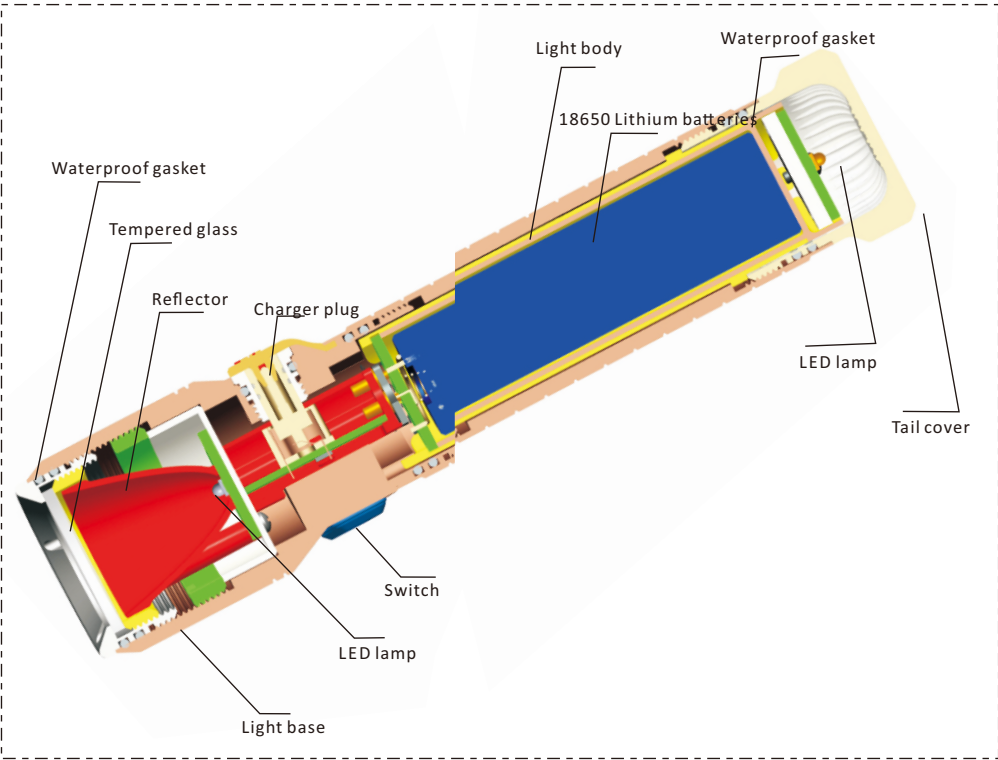 Light body
Waterproof gasket
18650 Lithium batteries
Waterproof gasket
Tempered glass
Reflector
Charger plug
LED lamp
Tail cover
Switch
LED lamp
Light base